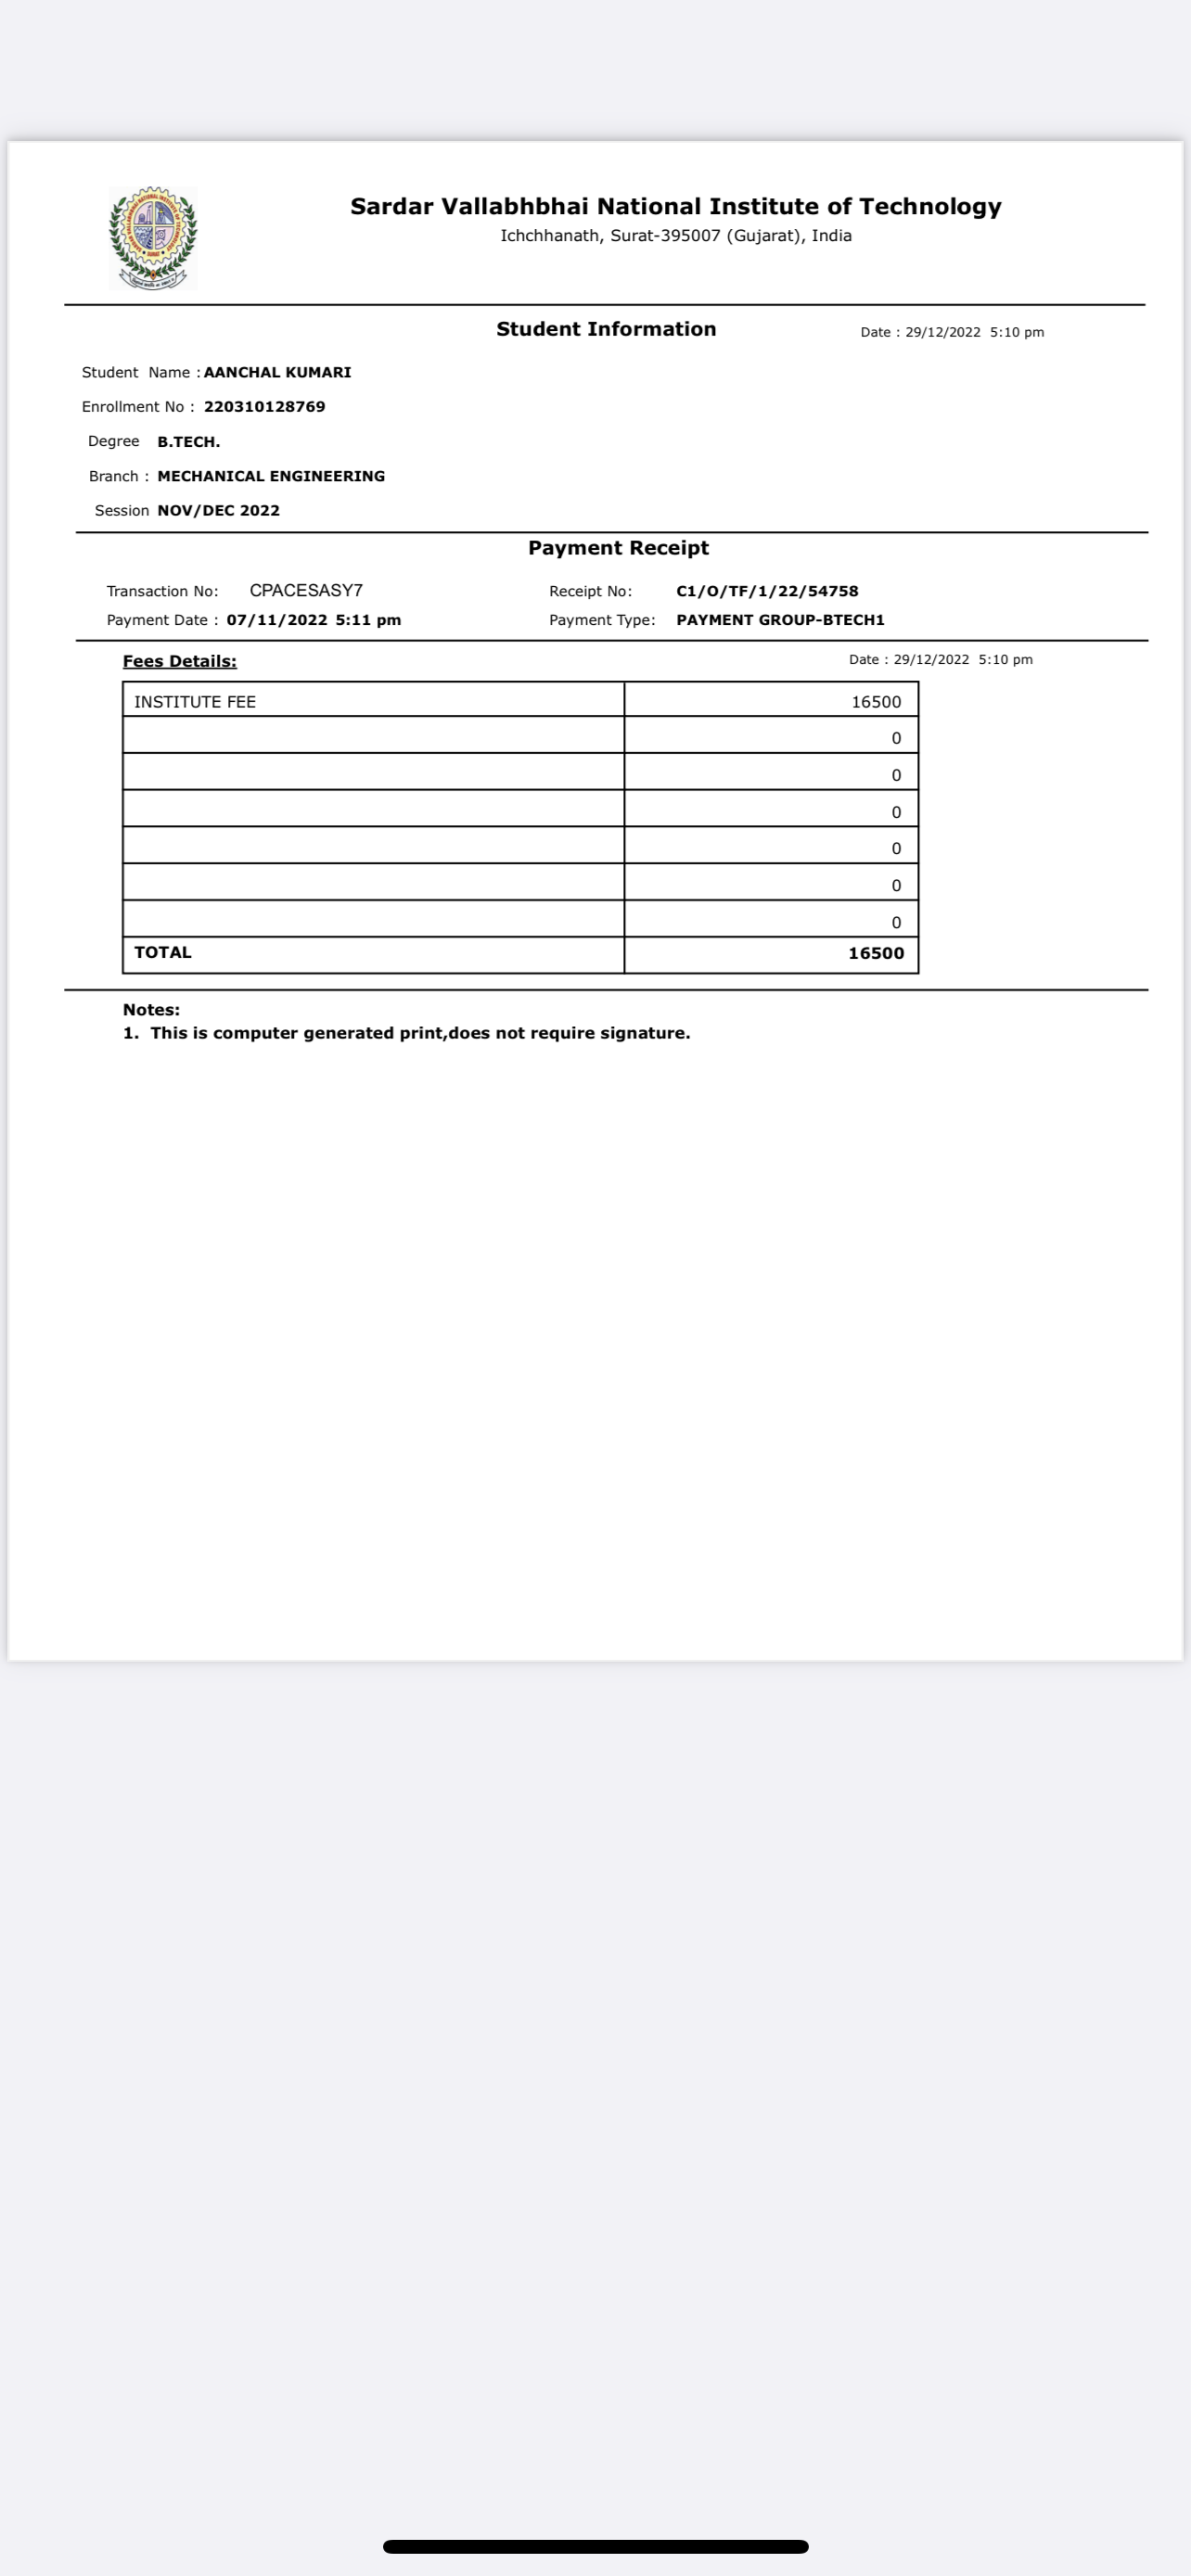 Sardar Vallabhbhai National Institute of Technology
Ichchhanath, Surat-395007 (Gujarat), India
Student Information
Date : 29/12/2022 5:10 pm
Student Name : AANCHAL KUMARI
Enrollment No : 220310128769
Degree B.TECH.
Branch : MECHANICAL ENGINEERING
Session NOV/DEC 2022
Payment Receipt
Transaction No: CPACESASY7 Receipt No: C1/O/TF/1/22/54758
Payment Date : 07/11/2022 5:11 pm Payment Type: PAYMENT GROUP-BTECH1
Fees Details: Date : 29/12/2022 5:10 pm
INSTITUTE FEE 16500
0
0
0
0
0
0
TOTAL 16500
Notes:
1. This is computer generated print,does not require signature.